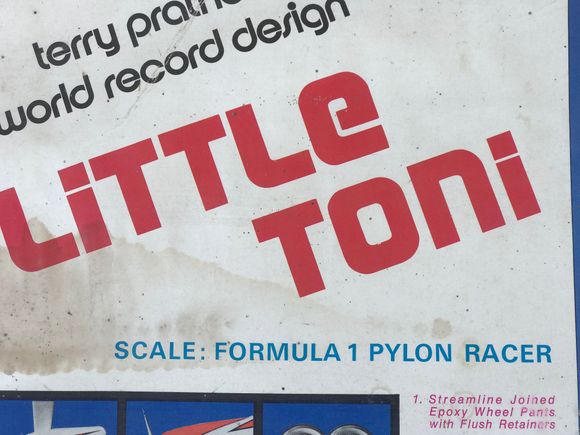 terry
world record design
LiTTLe
TONi
SCALE: FORMULA 1 PYLON RACER
1. Streamline Joined
Epoxy Wheel Pants
with Flush Retainers